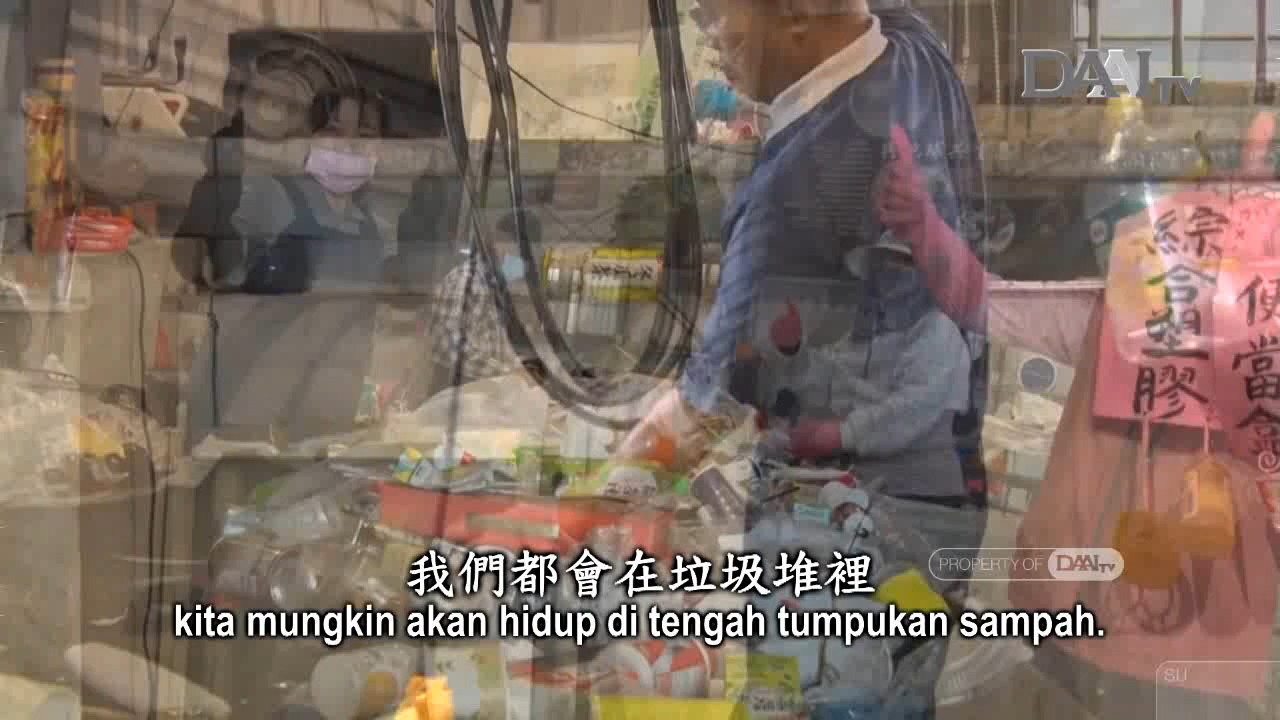 DAAI TV
綜合塑膠
便當盒
PROPERTY OF DAAI TV
我們都會在垃圾堆裡
kita mungkin akan hidup di tengah tumpukan sampah.
SU